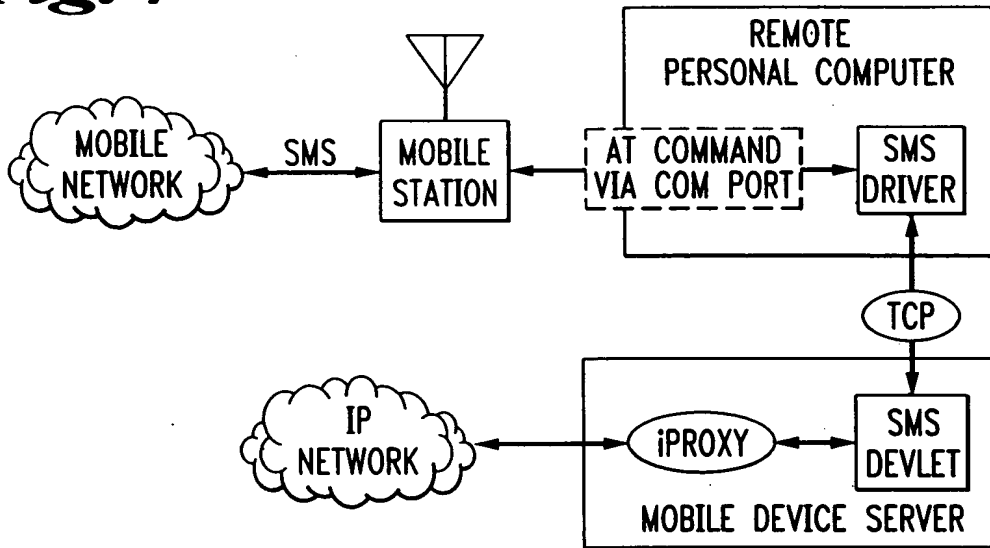 REMOTE
PERSONAL COMPUTER
MOBILE
NETWORK
SMS
MOBILE
STATION
AT COMMAND
VIA COM PORT
SMS
DRIVER
TCP
IP
NETWORK
iPROXY
SMS
DEVLET
MOBILE DEVICE SERVER